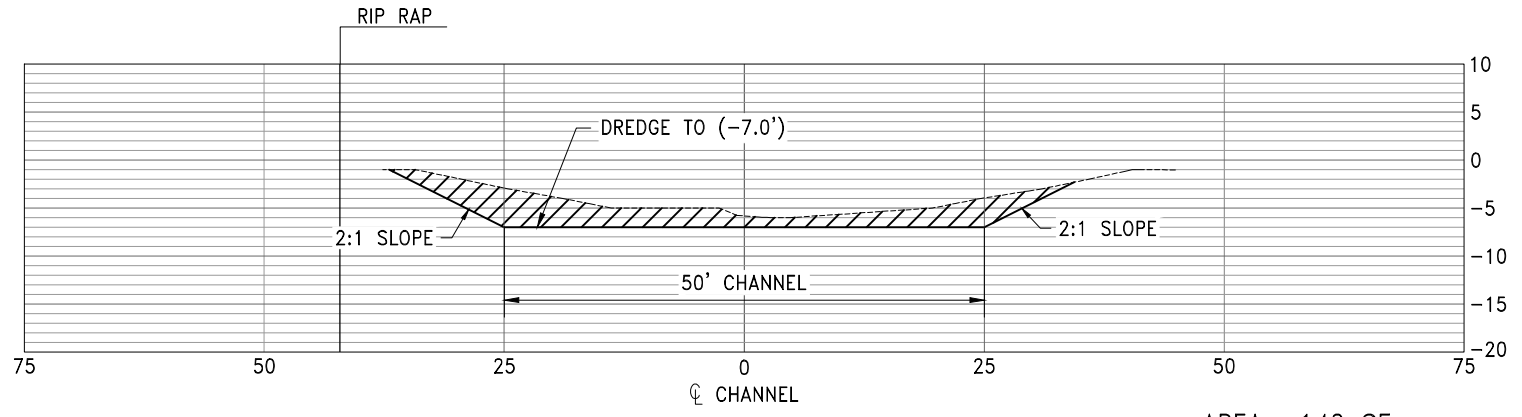 RIP RAP
10
5
0
-5
-10
-15
-20
DREDGE TO (-7.0')
2:1 SLOPE
2:1 SLOPE
50' CHANNEL
75 50 25 0 25 50 75
℄ CHANNEL